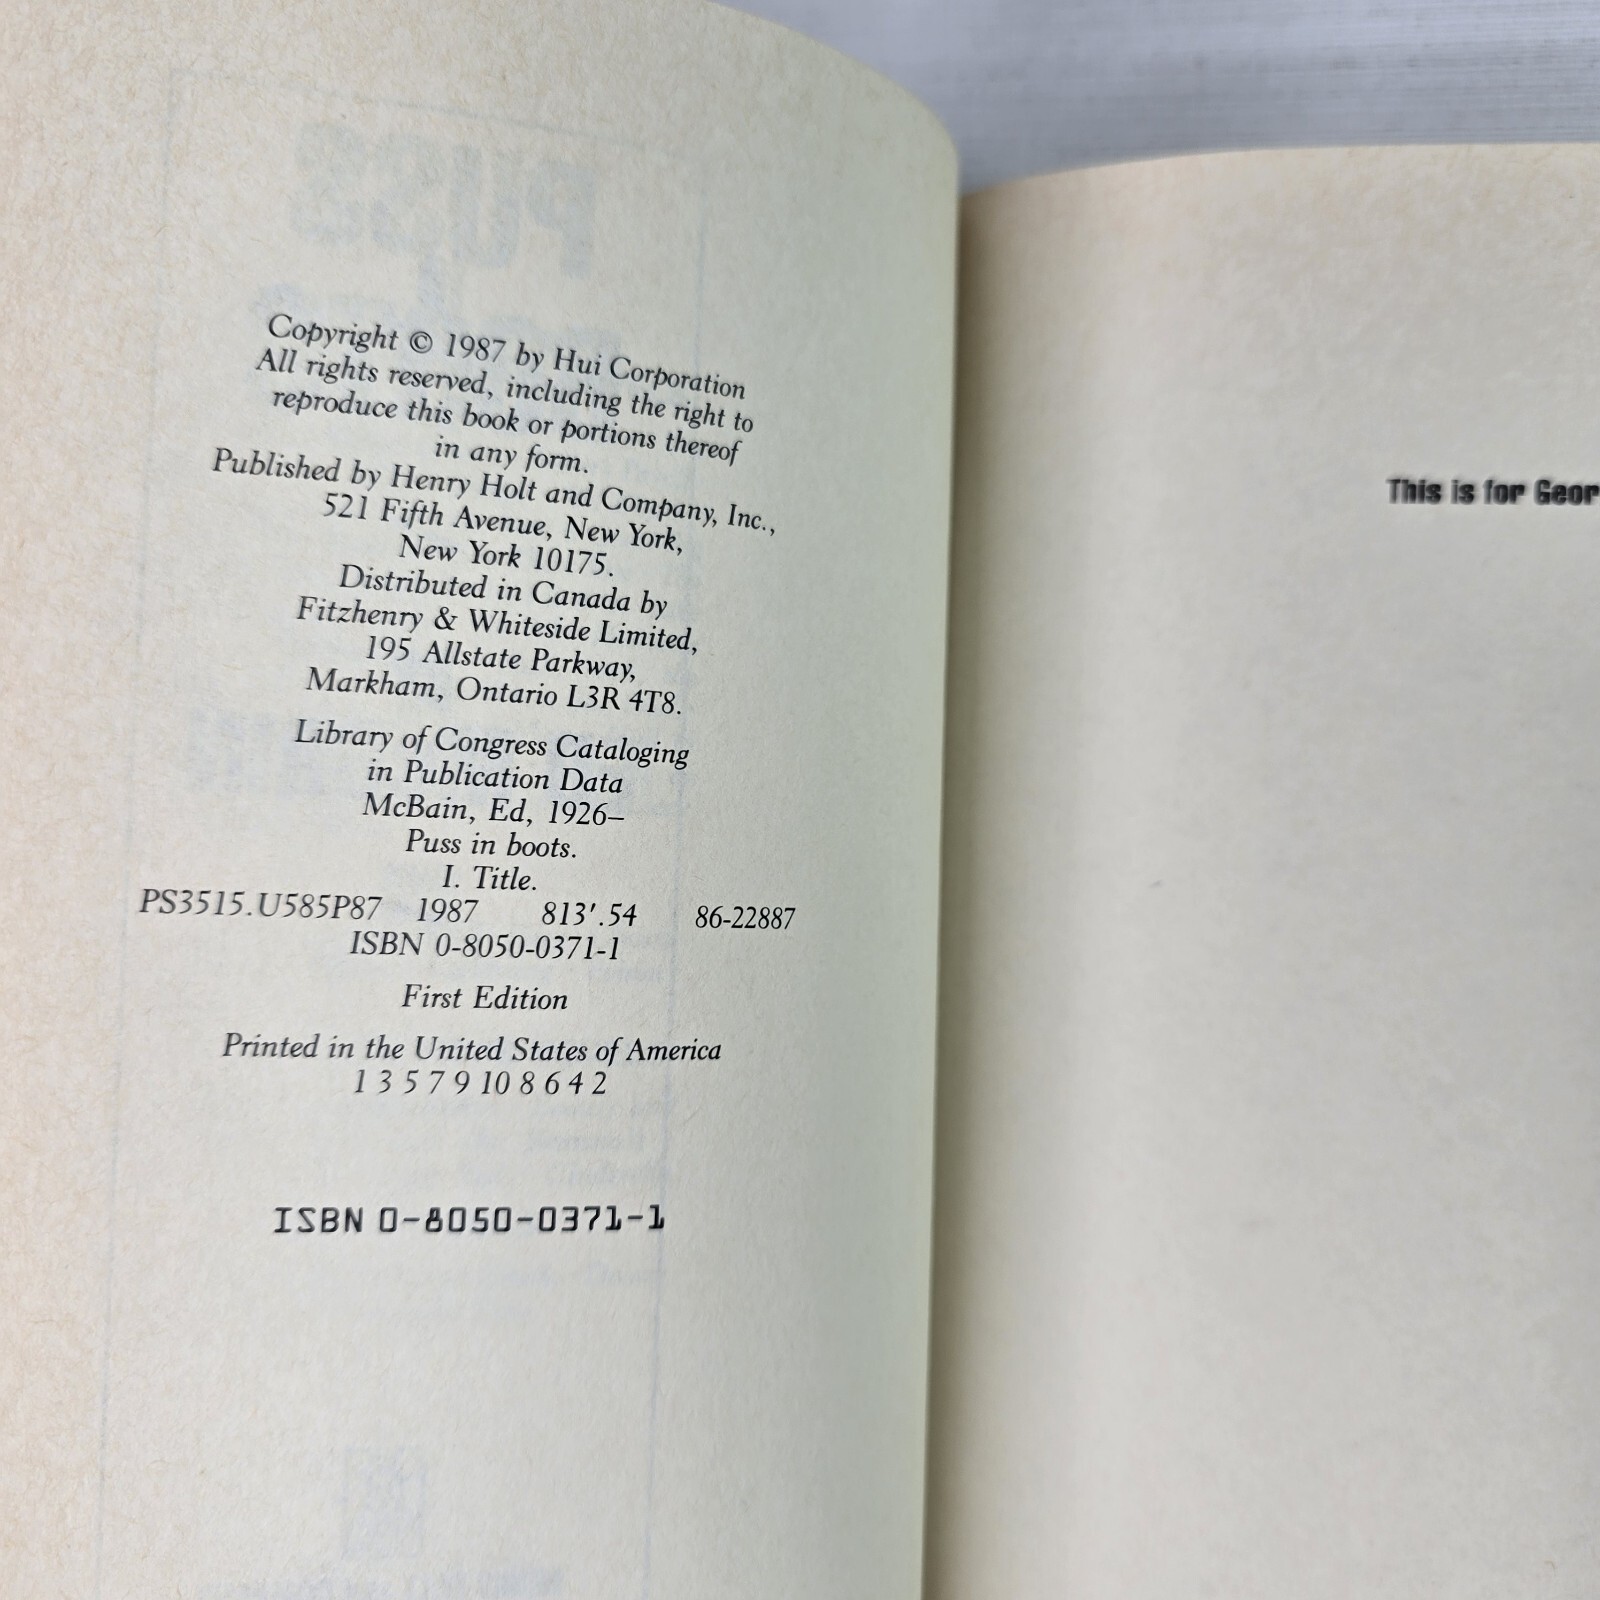 Copyright © 1987 by Hui Corporation
All rights reserved, including the right to
reproduce this book or portions thereof
in any form.
Published by Henry Holt and Company, Inc.,
521 Fifth Avenue, New York,
New York 10175.
Distributed in Canada by
Fitzhenry & Whiteside Limited,
195 Allstate Parkway,
Markham, Ontario L3R 4T8.
Library of Congress Cataloging
in Publication Data
McBain, Ed, 1926–
Puss in boots.
I. Title.
PS3515.U585P87 1987 813′.54 86-22887
ISBN 0-8050-0371-1
First Edition
Printed in the United States of America
1 3 5 7 9 10 8 6 4 2
ISBN 0-8050-0371-1
This is for Geor